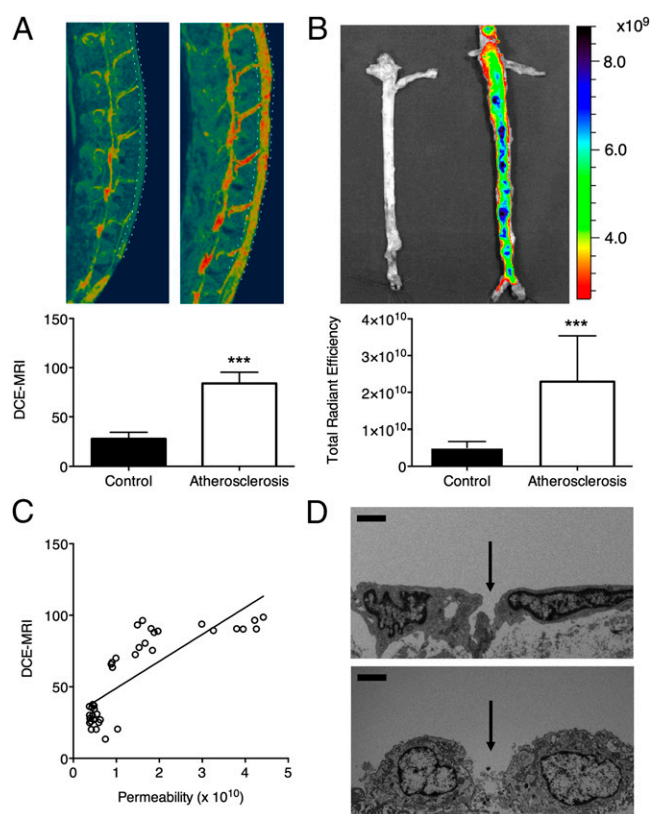 A
B
×10⁹
8.0
6.0
4.0
DCE-MRI
150
100
50
0
***
Control
Atherosclerosis
Total Radiant Efficiency
4×10¹⁰
3×10¹⁰
2×10¹⁰
1×10¹⁰
0
***
Control
Atherosclerosis
C
D
DCE-MRI
150
100
50
0
0
1
2
3
4
5
Permeability (x 10¹⁰)